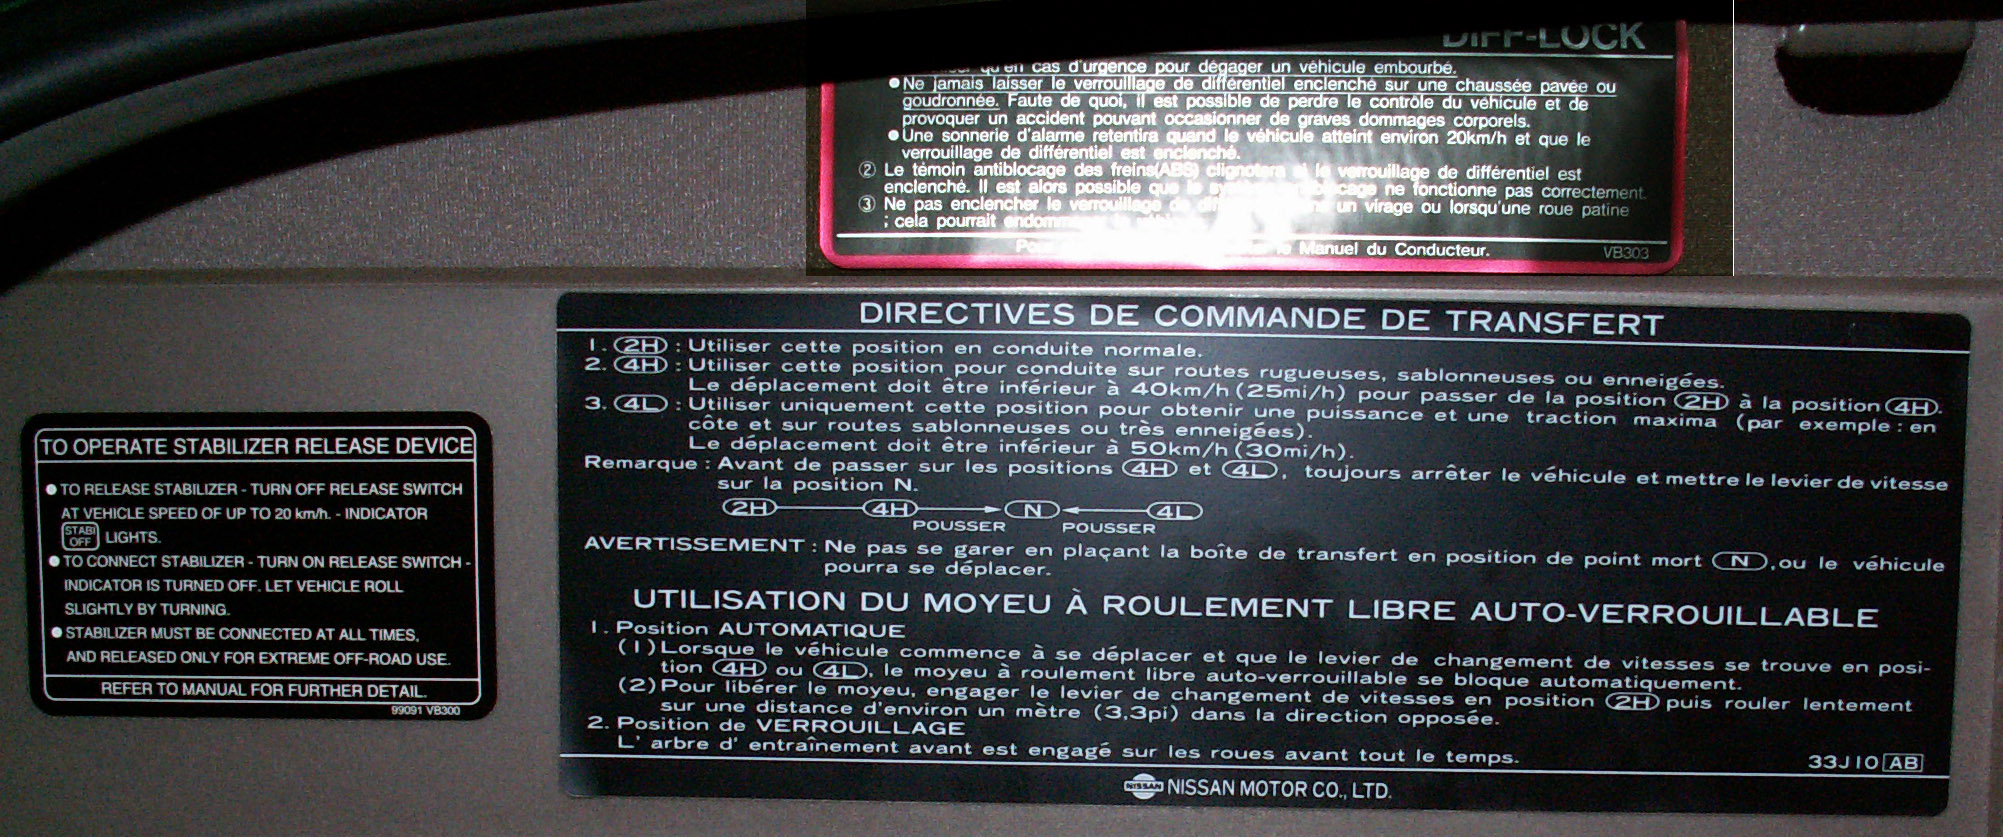 DIFF-LOCK
qu'en cas d'urgence pour dégager un véhicule embourbé.
●Ne jamais laisser le verrouillage de différentiel enclenché sur une chaussée pavée ou
goudronnée. Faute de quoi, il est possible de perdre le contrôle du véhicule et de
provoquer un accident pouvant occasionner de graves dommages corporels.
●Une sonnerie d'alarme retentira quand le véhicule atteint environ 20km/h et que le
verrouillage de différentiel est enclenché.
② Le témoin antiblocage des freins(ABS) clignotera si le verrouillage de différentiel est
enclenché. Il est alors possible que le système antiblocage ne fonctionne pas correctement.
③ Ne pas enclencher le verrouillage de un virage ou lorsqu'une roue patine
; cela pourrait
Manuel du Conducteur.
VB303
DIRECTIVES DE COMMANDE DE TRANSFERT
1. 2H : Utiliser cette position en conduite normale.
2. 4H : Utiliser cette position pour conduite sur routes rugueuses, sablonneuses ou enneigées.
Le déplacement doit être inférieur à 40km/h (25mi/h) pour passer de la position 2H à la position 4H.
3. 4L : Utiliser uniquement cette position pour obtenir une puissance et une traction maxima (par exemple : en
côte et sur routes sablonneuses ou très enneigées).
Le déplacement doit être inférieur à 50km/h (30mi/h).
Remarque : Avant de passer sur les positions 4H et 4L, toujours arrêter le véhicule et mettre le levier de vitesse
sur la position N.
2H 4H N 4L
POUSSER POUSSER
AVERTISSEMENT : Ne pas se garer en plaçant la boîte de transfert en position de point mort N, ou le véhicule
pourra se déplacer.
UTILISATION DU MOYEU À ROULEMENT LIBRE AUTO-VERROUILLABLE
1. Position AUTOMATIQUE
(1) Lorsque le véhicule commence à se déplacer et que le levier de changement de vitesses se trouve en posi-
tion 4H ou 4L, le moyeu à roulement libre auto-verrouillable se bloque automatiquement.
(2) Pour libérer le moyeu, engager le levier de changement de vitesses en position 2H puis rouler lentement
sur une distance d'environ un mètre (3,3pi) dans la direction opposée.
2. Position de VERROUILLAGE
L' arbre d' entraînement avant est engagé sur les roues avant tout le temps.
33J10 AB
NISSAN NISSAN MOTOR CO., LTD.
TO OPERATE STABILIZER RELEASE DEVICE
● TO RELEASE STABILIZER - TURN OFF RELEASE SWITCH
AT VEHICLE SPEED OF UP TO 20 km/h. - INDICATOR
STABI
OFF LIGHTS.
● TO CONNECT STABILIZER - TURN ON RELEASE SWITCH -
INDICATOR IS TURNED OFF. LET VEHICLE ROLL
SLIGHTLY BY TURNING.
● STABILIZER MUST BE CONNECTED AT ALL TIMES,
AND RELEASED ONLY FOR EXTREME OFF-ROAD USE.
REFER TO MANUAL FOR FURTHER DETAIL.
99091 VB300